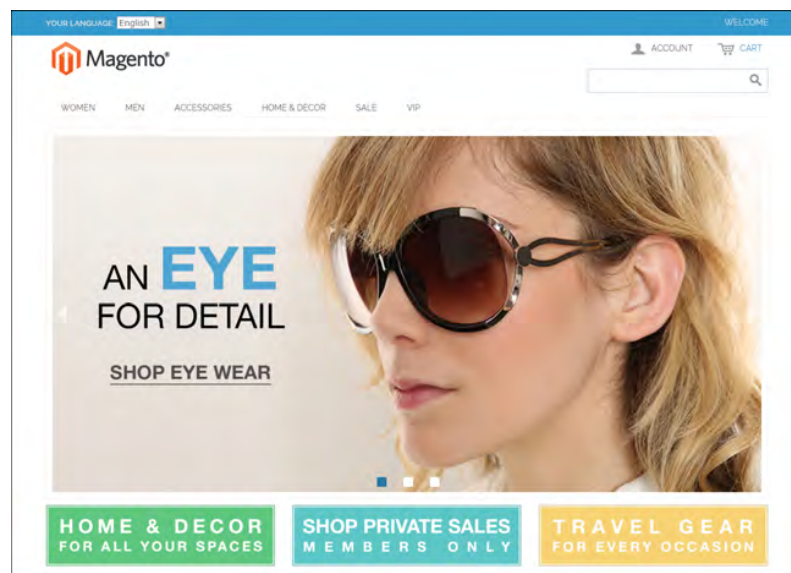 YOUR LANGUAGE: English WELCOME
Magento®
ACCOUNT CART
WOMEN MEN ACCESSORIES HOME & DECOR SALE VIP
AN EYE
FOR DETAIL
SHOP EYE WEAR
HOME & DECOR
FOR ALL YOUR SPACES
SHOP PRIVATE SALES
MEMBERS ONLY
TRAVEL GEAR
FOR EVERY OCCASION